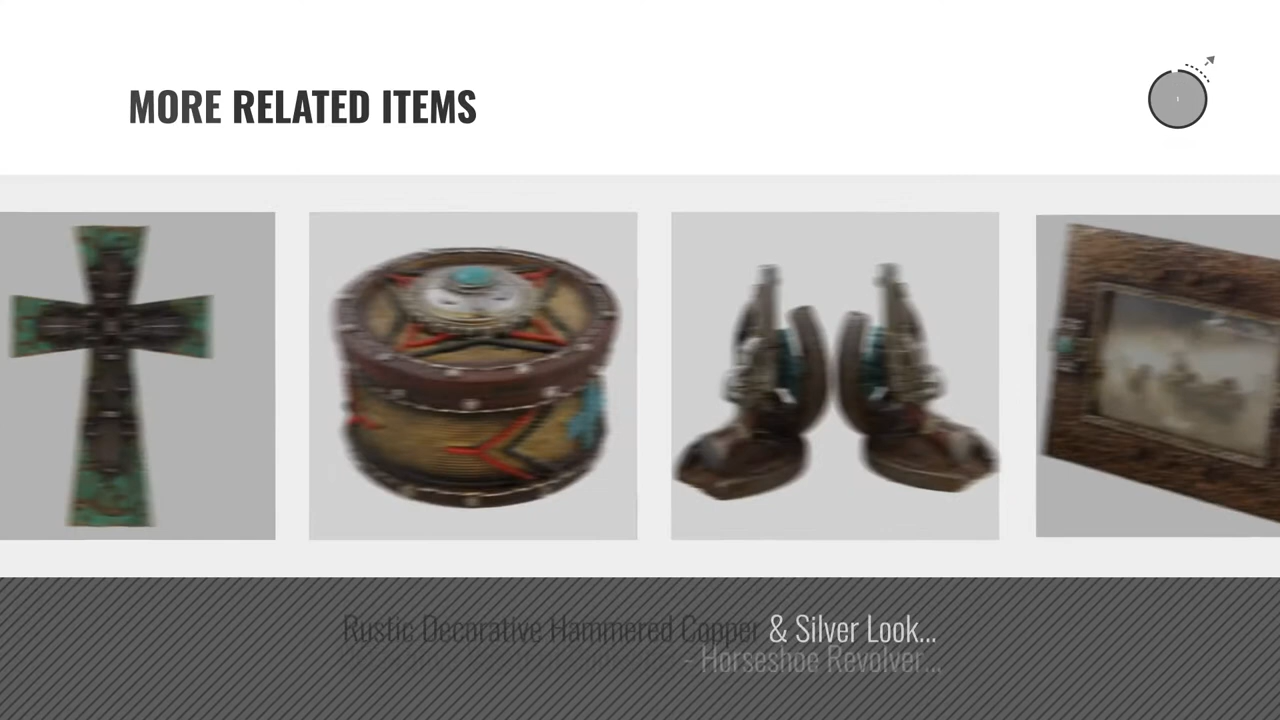 MORE RELATED ITEMS
Rustic Decorative Hammered Copper & Silver Look...
- Horseshoe Revolver...